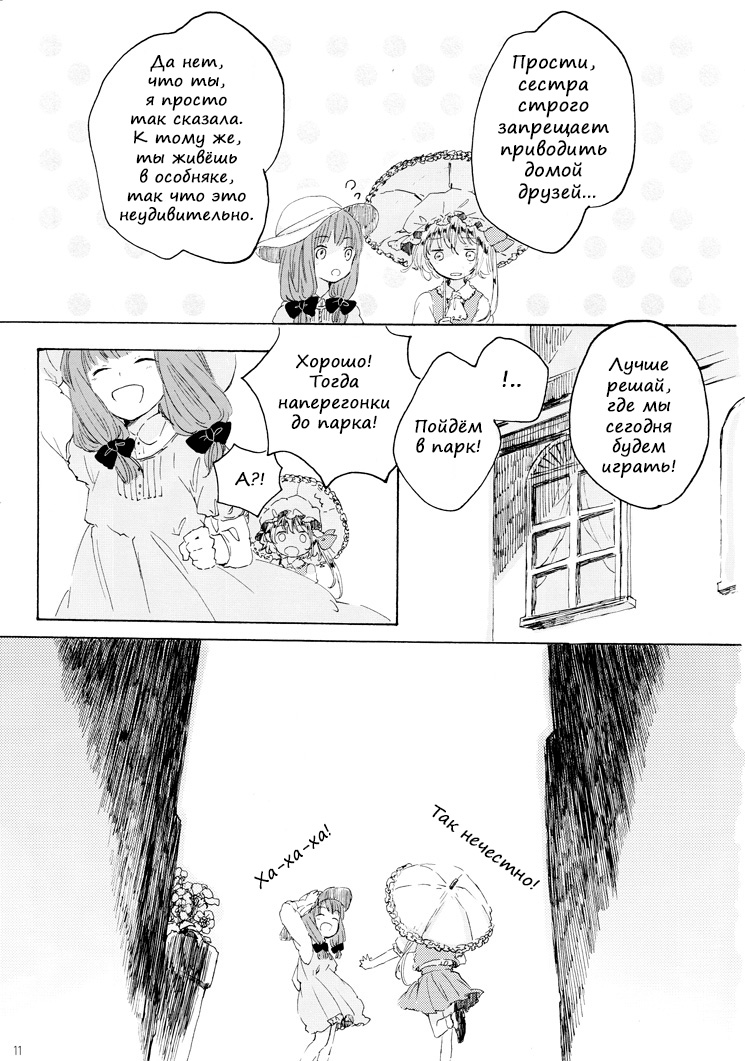 Прости,
сестра
строго
запрещает
приводить
домой
друзей...
Да нет,
что ты,
я просто
так сказала.
К тому же,
ты живёшь
в особняке,
так что это
неудивительно.
Лучше
решай,
где мы
сегодня
будем
играть!
!..
Пойдём
в парк!
Хорошо!
Тогда
наперегонки
до парка!
А?!
Так нечестно!
Ха-ха-ха!
11